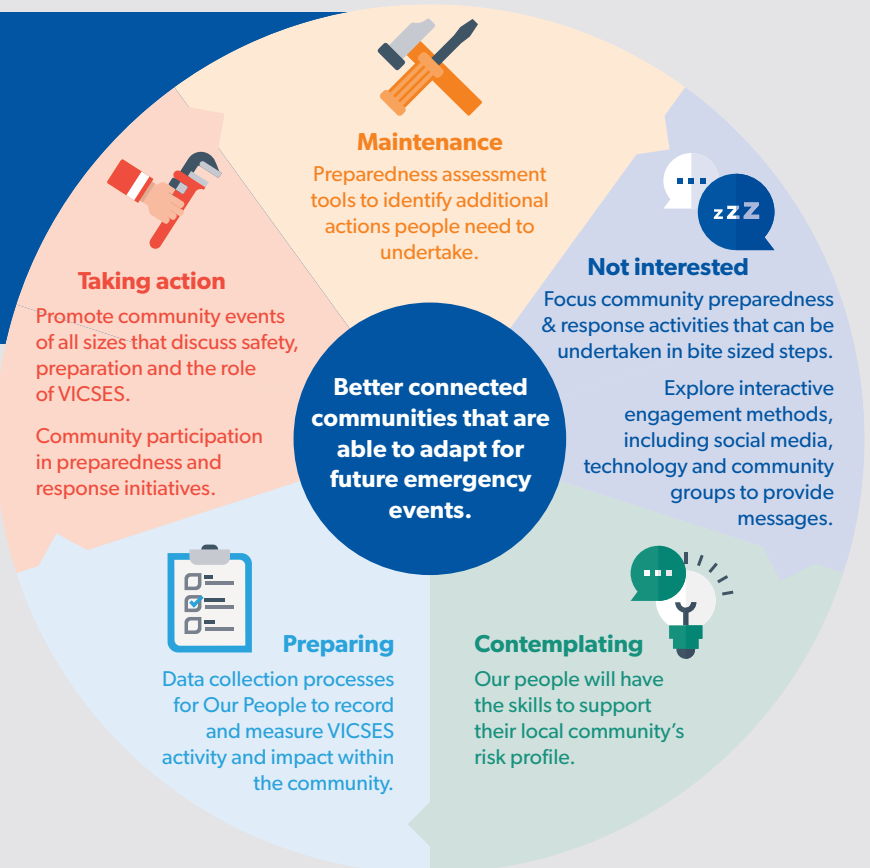 Maintenance
Preparedness assessment
tools to identify additional
actions people need to
undertake.
zzZ
Not interested
Focus community preparedness
& response activities that can be
undertaken in bite sized steps.
Explore interactive
engagement methods,
including social media,
technology and community
groups to provide
messages.
Contemplating
Our people will have
the skills to support
their local community's
risk profile.
Preparing
Data collection processes
for Our People to record
and measure VICSES
activity and impact within
the community.
Taking action
Promote community events
of all sizes that discuss safety,
preparation and the role
of VICSES.
Community participation
in preparedness and
response initiatives.
Better connected
communities that are
able to adapt for
future emergency
events.